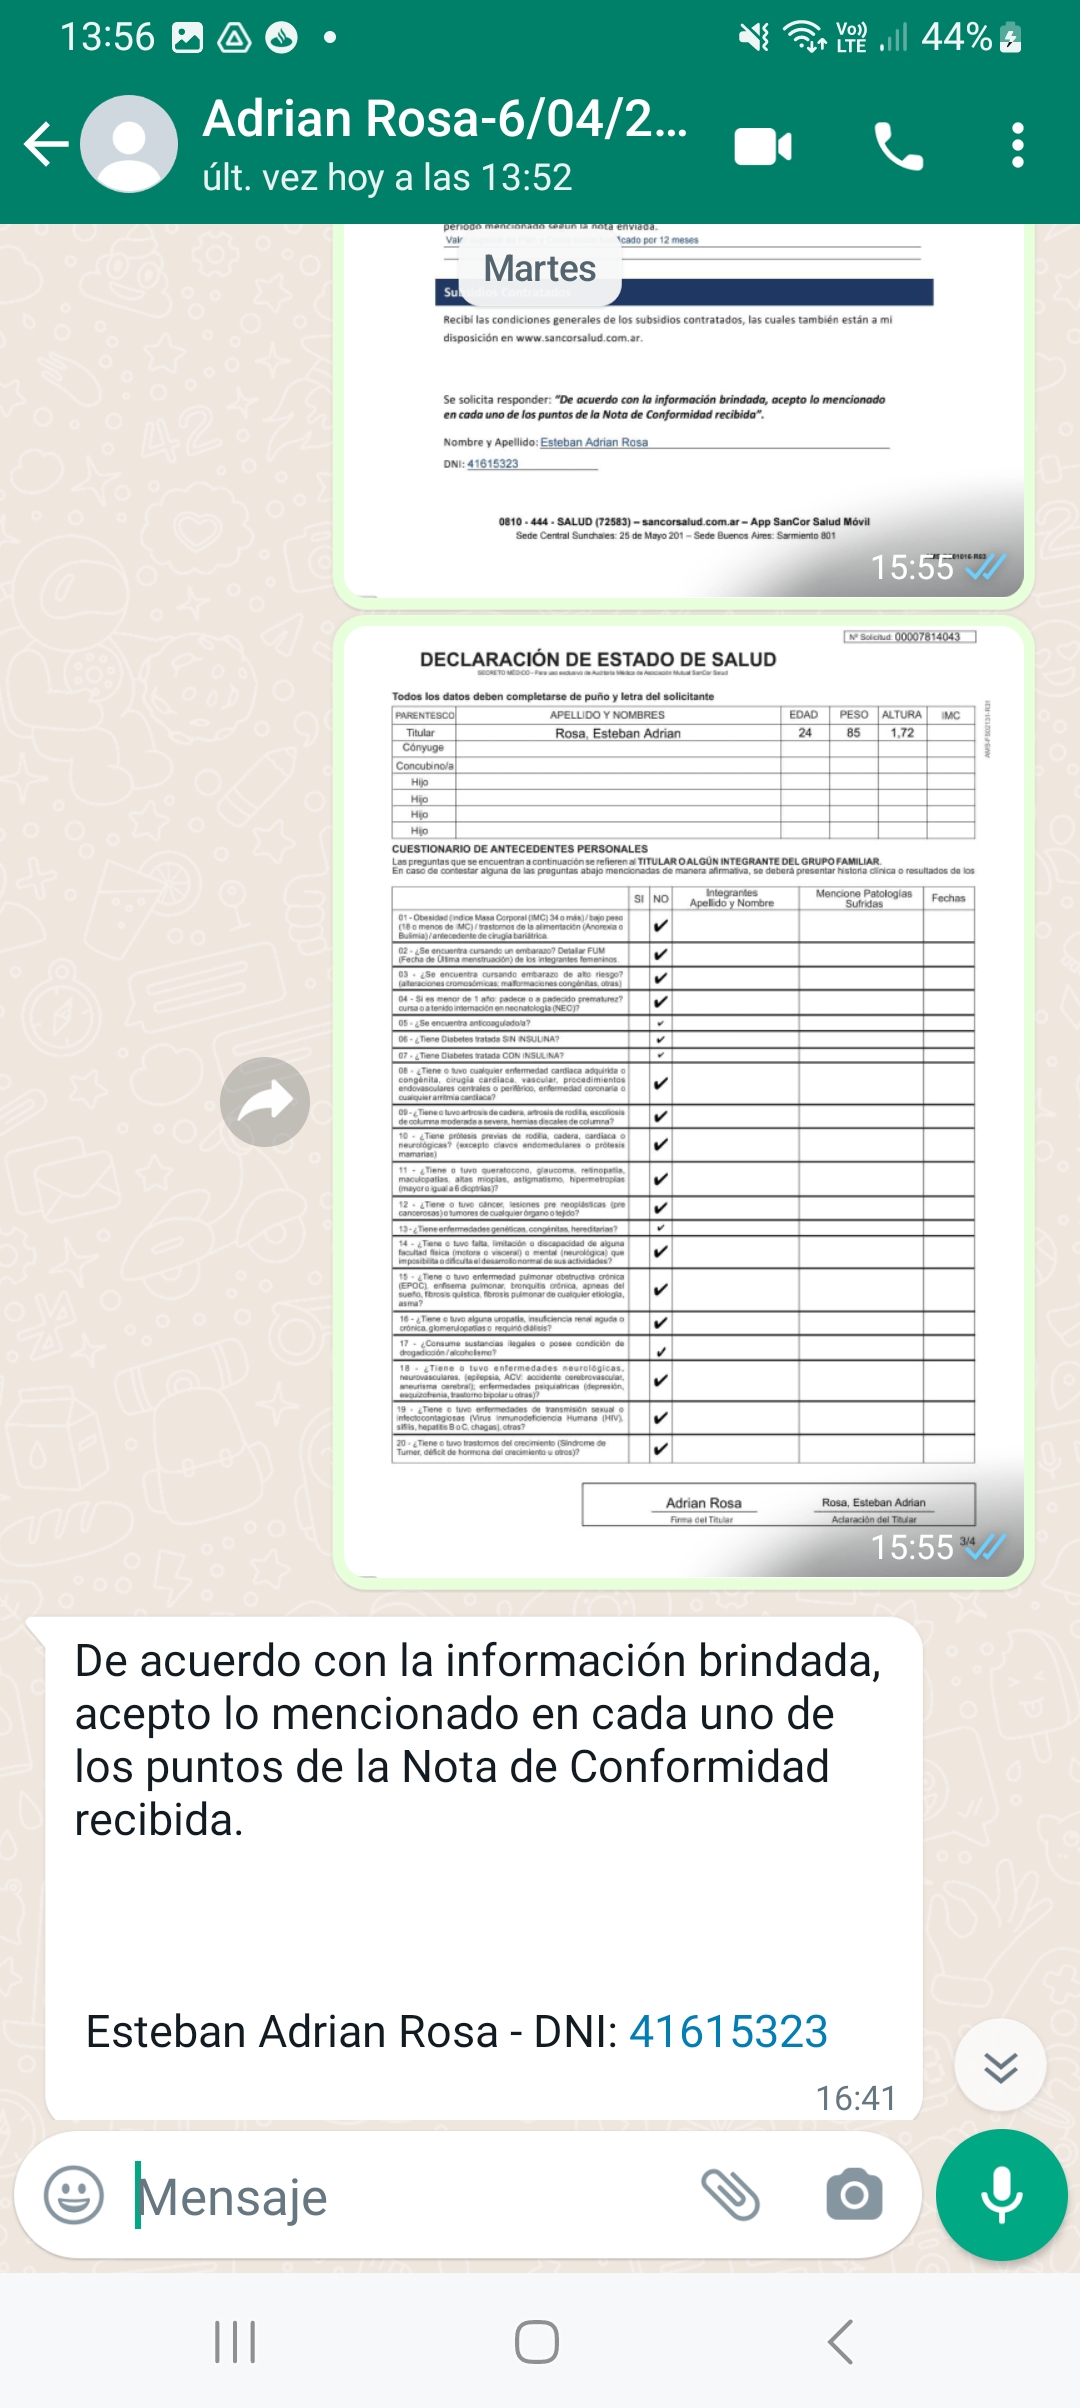 13:56
Vo)) LTE
44%
Adrian Rosa-6/04/2...
últ. vez hoy a las 13:52
periodo mencionado según la nota enviada.
cado por 12 meses
Martes
Recibí las condiciones generales de los subsidios contratados, las cuales también están a mi
disposición en www.sancorsalud.com.ar.
Se solicita responder: "De acuerdo con la información brindada, acepto lo mencionado
en cada uno de los puntos de la Nota de Conformidad recibida".
Nombre y Apellido: Esteban Adrian Rosa
DNI: 41615323
0810 - 444 - SALUD (72583) – sancorsalud.com.ar – App SanCor Salud Móvil
Sede Central Sunchales: 25 de Mayo 201 – Sede Buenos Aires: Sarmiento 801
15:55
Nº Solicitud: 00007814043
DECLARACIÓN DE ESTADO DE SALUD
SECRETO MÉDICO - Para uso exclusivo de Auditoría Médica de Asociación Mutual SanCor Salud
Todos los datos deben completarse de puño y letra del solicitante
PARENTESCO APELLIDO Y NOMBRES EDAD PESO ALTURA IMC
Titular Rosa, Esteban Adrian 24 85 1,72
Cónyuge
Concubino/a
Hijo
Hijo
Hijo
Hijo
CUESTIONARIO DE ANTECEDENTES PERSONALES
Las preguntas que se encuentran a continuación se refieren al TITULAR O ALGÚN INTEGRANTE DEL GRUPO FAMILIAR.
En caso de contestar alguna de las preguntas abajo mencionadas de manera afirmativa, se deberá presentar historia clínica o resultados de los
SI NO Integrantes Apellido y Nombre Mencione Patologías Sufridas Fechas
01 - Obesidad (Indice Masa Corporal (IMC) 34 o más) / bajo peso
(18 o menos de IMC) / trastornos de la alimentación (Anorexia o
Bulimia) / antecedente de cirugía bariátrica.
02 - ¿Se encuentra cursando un embarazo? Detallar FUM
(Fecha de Última menstruación) de los integrantes femeninos.
03 - ¿Se encuentra cursando embarazo de alto riesgo?
(alteraciones cromosómicas; malformaciones congénitas, otras)
04 - Si es menor de 1 año: padece o a padecido prematurez?
cursa o a tenido internación en neonatología (NEO)?
05 - ¿Se encuentra anticoagulado/a?
06 - ¿Tiene Diabetes tratada SIN INSULINA?
07 - ¿Tiene Diabetes tratada CON INSULINA?
08 - ¿Tiene o tuvo cualquier enfermedad cardíaca adquirida o
congénita, cirugía cardíaca, vascular, procedimientos
endovasculares centrales o periférico, enfermedad coronaria o
cualquier arritmia cardíaca?
09 - ¿Tiene o tuvo artrosis de cadera, artrosis de rodilla, escoliosis
de columna moderada a severa, hernias discales de columna?
10 - ¿Tiene prótesis previas de rodilla, cadera, cardíaca o
neurológicas? (excepto clavos endomedulares o prótesis
mamarias)
11 - ¿Tiene o tuvo queratocono, glaucoma, retinopatía,
maculopatías, altas miopías, astigmatismo, hipermetropías
(mayor o igual a 6 dioptrías)?
12 - ¿Tiene o tuvo cáncer, lesiones pre neoplásticas (pre
cancerosas) o tumores de cualquier órgano o tejido?
13 - ¿Tiene enfermedades genéticas, congénitas, hereditarias?
14 - ¿Tiene o tuvo falta, limitación o discapacidad de alguna
facultad física (motora o visceral) o mental (neurológica) que
imposibilita o dificulta el desarrollo normal de sus actividades?
15 - ¿Tiene o tuvo enfermedad pulmonar obstructiva crónica
(EPOC), enfisema pulmonar, bronquitis crónica, apneas del
sueño, fibrosis quística, fibrosis pulmonar de cualquier etiología,
asma?
16 - ¿Tiene o tuvo alguna uropatía, insuficiencia renal aguda o
crónica, glomerulopatías o requirió diálisis?
17 - ¿Consume sustancias ilegales o posee condición de
drogadicción / alcoholismo?
18 - ¿Tiene o tuvo enfermedades neurológicas,
neurovasculares, (epilepsia, ACV: accidente cerebrovascular,
aneurisma cerebral); enfermedades psiquiátricas (depresión,
esquizofrenia, trastorno bipolar u otras)?
19 - ¿Tiene o tuvo enfermedades de transmisión sexual o
infectocontagiosas (Virus Inmunodeficiencia Humana (HIV),
sífilis, hepatitis B o C, chagas), otras?
20 - ¿Tiene o tuvo trastornos del crecimiento (Síndrome de
Turner, déficit de hormona del crecimiento u otros)?
Adrian Rosa Rosa, Esteban Adrian
Firma del Titular Aclaración del Titular
3/4
15:55
De acuerdo con la información brindada,
acepto lo mencionado en cada uno de
los puntos de la Nota de Conformidad
recibida.
Esteban Adrian Rosa - DNI: 41615323
16:41
Mensaje